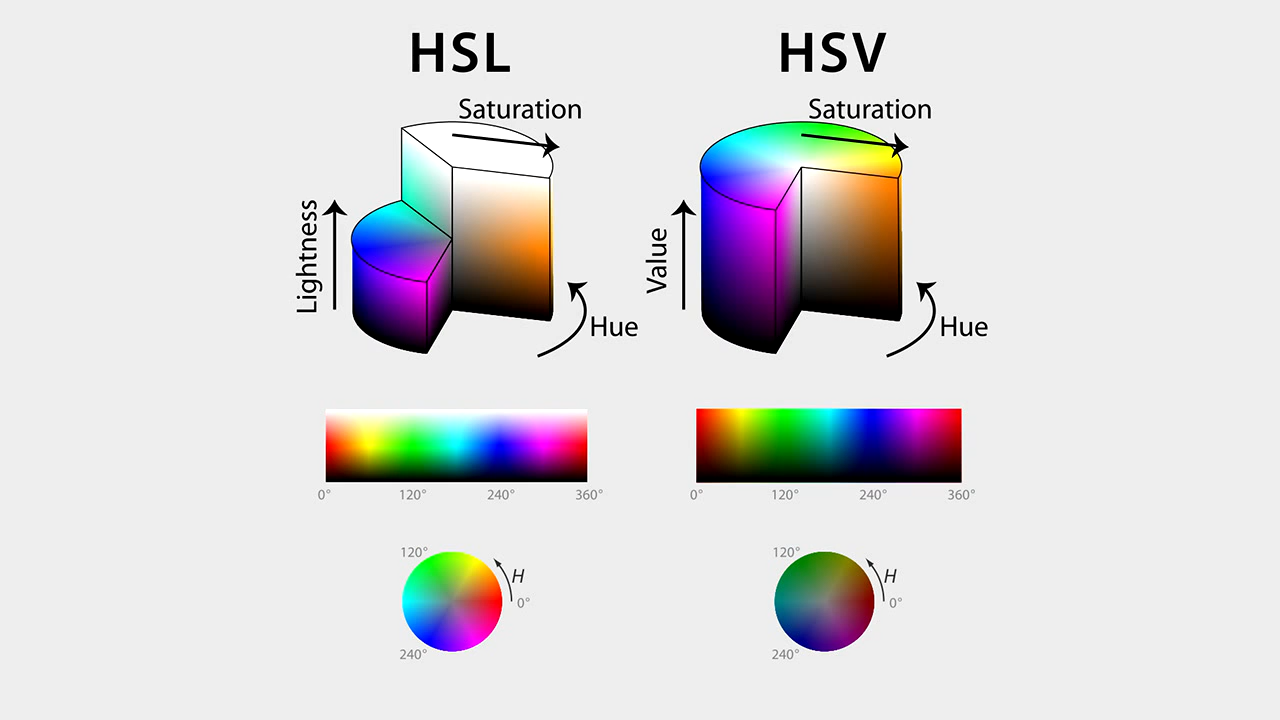 HSL
HSV
Saturation
Saturation
Lightness
Value
Hue
Hue
0° 120° 240° 360°
0° 120° 240° 360°
120°
H
0°
240°
120°
H
0°
240°